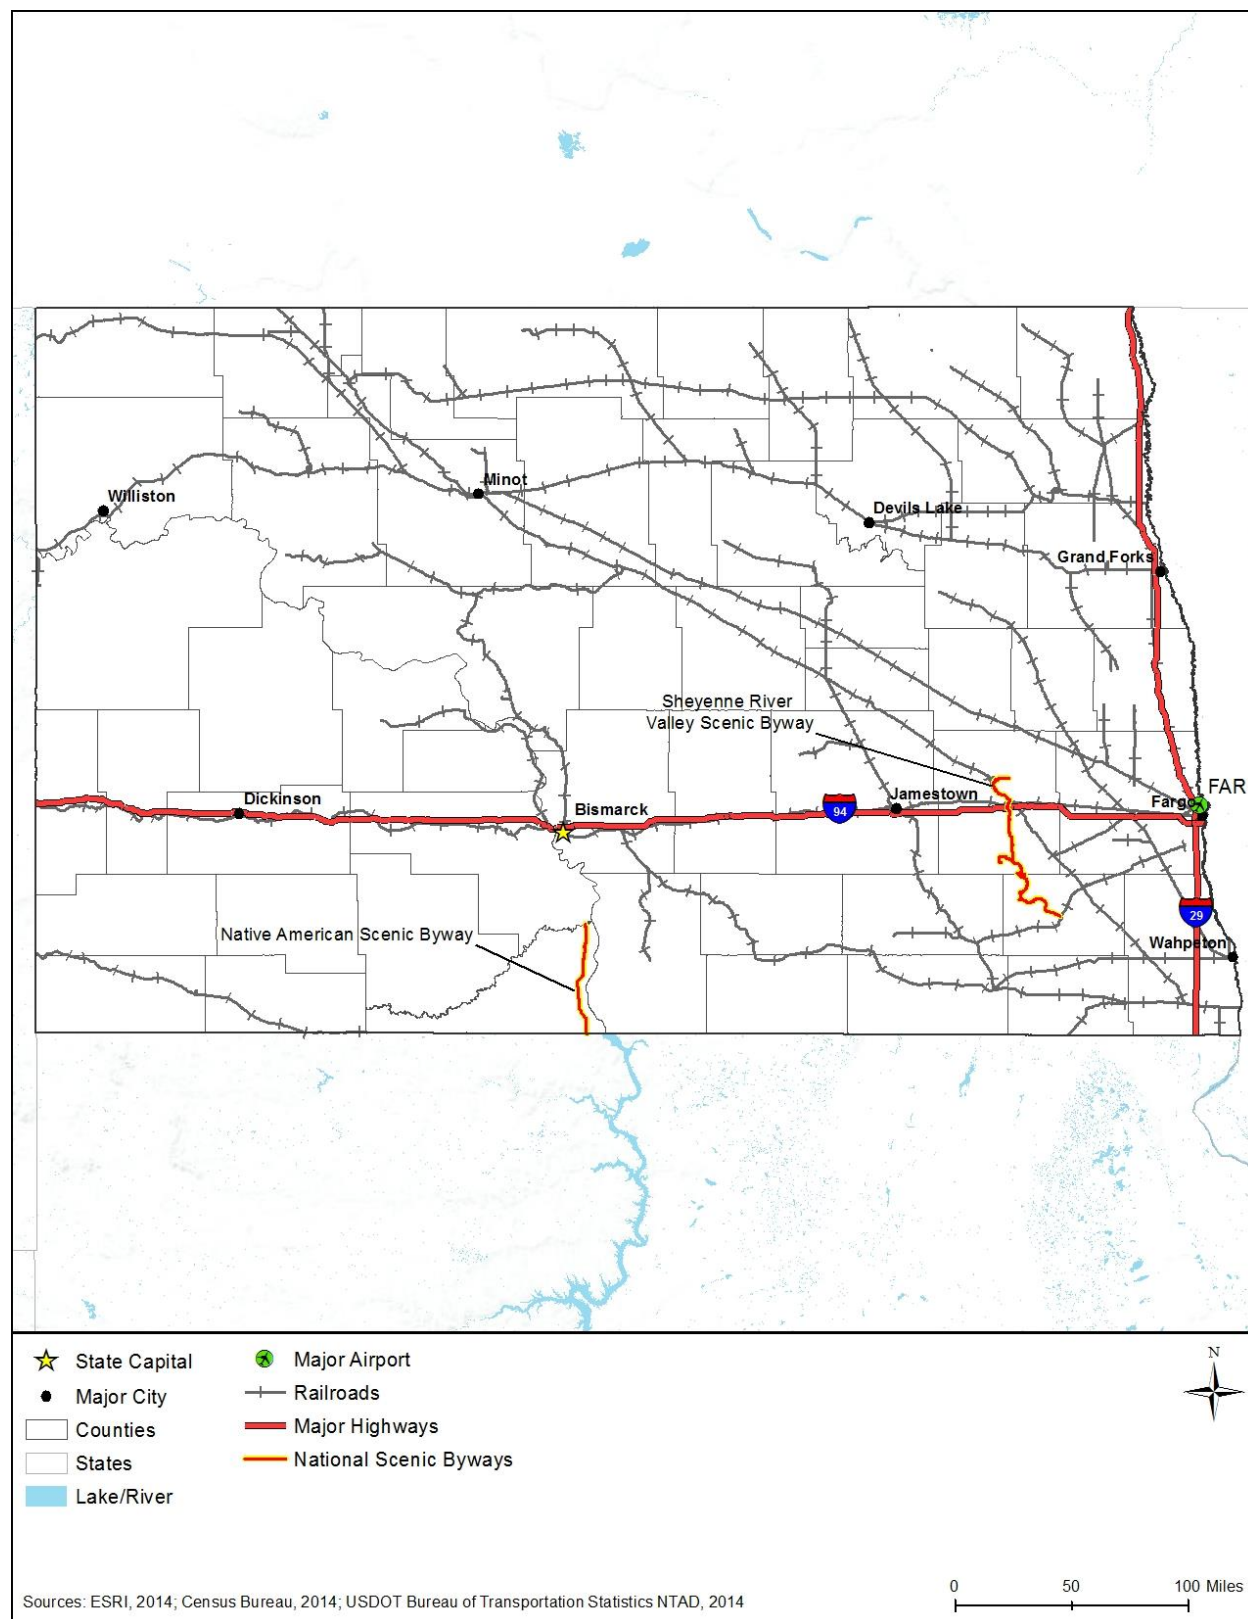 Minot
Williston
Devils Lake
Grand Forks
Sheyenne River
Valley Scenic Byway
Dickinson
Bismarck
94
Jamestown
Fargo
FAR
29
Native American Scenic Byway
Wahpeton
State Capital
Major City
Counties
States
Lake/River
Major Airport
Railroads
Major Highways
National Scenic Byways
N
0 50 100 Miles
Sources: ESRI, 2014; Census Bureau, 2014; USDOT Bureau of Transportation Statistics NTAD, 2014